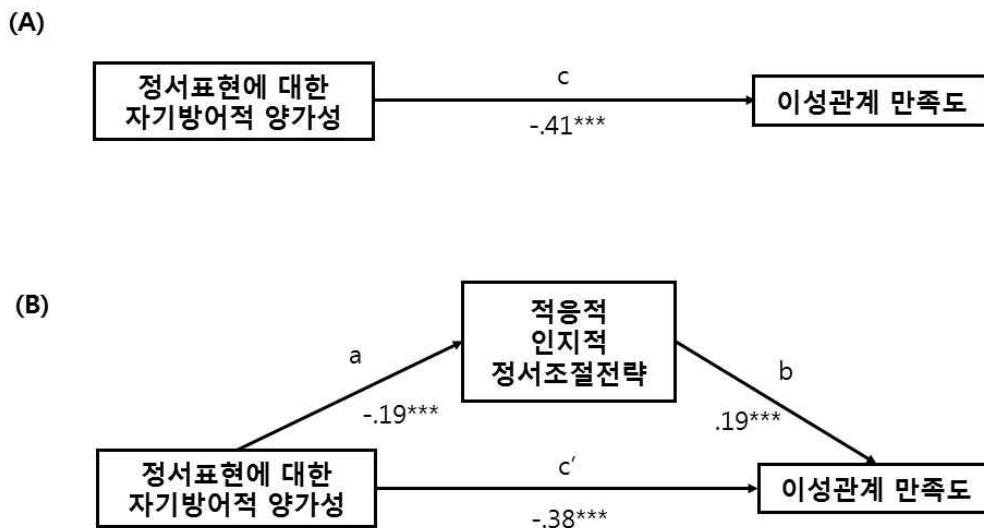 (A)
정서표현에 대한
자기방어적 양가성
c
-.41***
이성관계 만족도
(B)
적응적
인지적
정서조절전략
a
-.19***
b
.19***
정서표현에 대한
자기방어적 양가성
c′
-.38***
이성관계 만족도